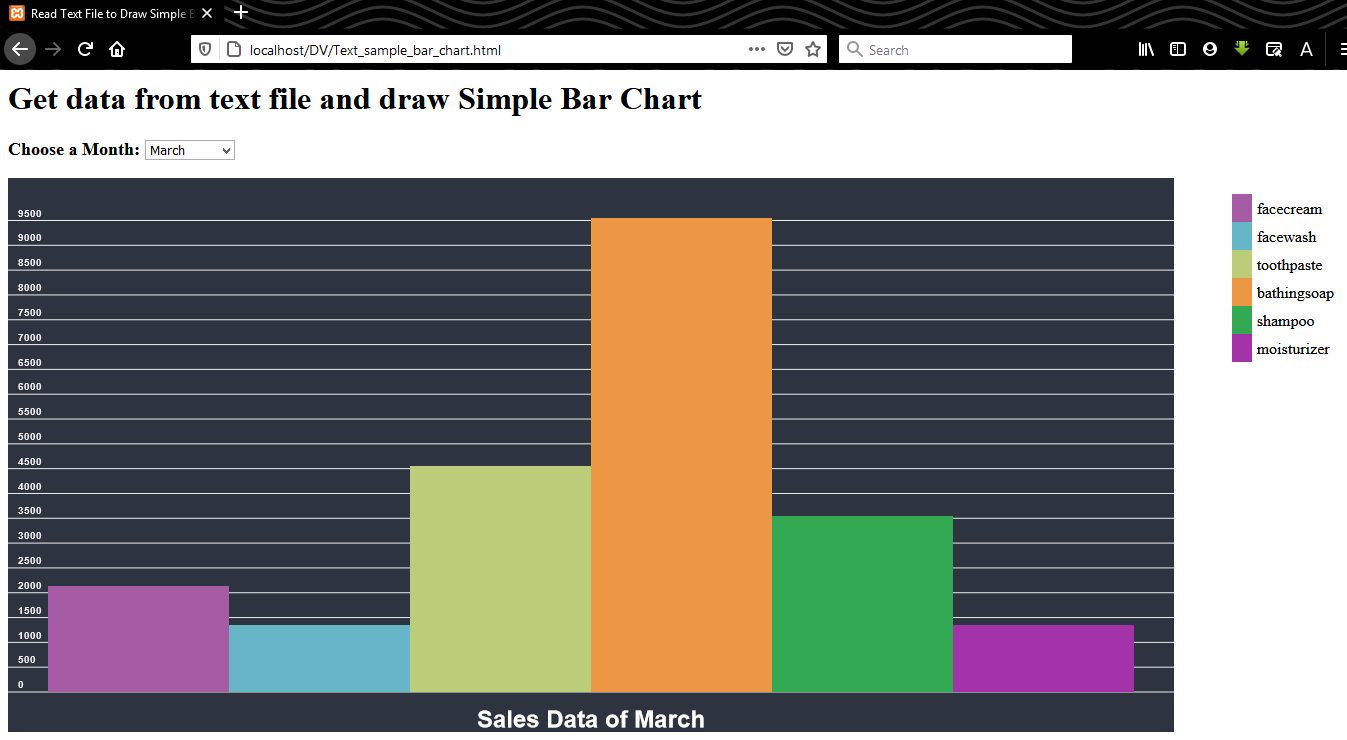 Read Text File to Draw Simple B
localhost/DV/Text_sample_bar_chart.html
Search
Get data from text file and draw Simple Bar Chart
Choose a Month: March
9500
9000
8500
8000
7500
7000
6500
6000
5500
5000
4500
4000
3500
3000
2500
2000
1500
1000
500
0
Sales Data of March
facecream
facewash
toothpaste
bathingsoap
shampoo
moisturizer